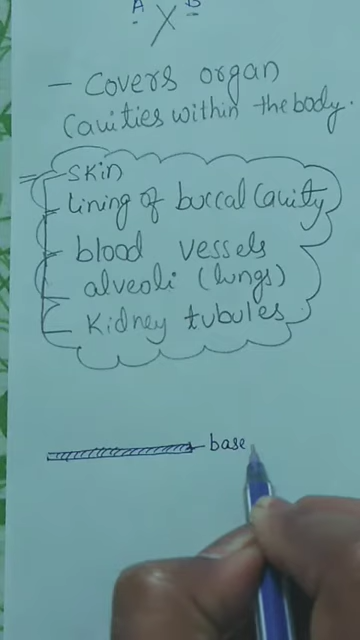 A B
- Covers organ
Cavities within the body.
- Skin
- lining of buccal Cavity
- blood vessels
- alveoli (lungs)
- Kidney tubules
base